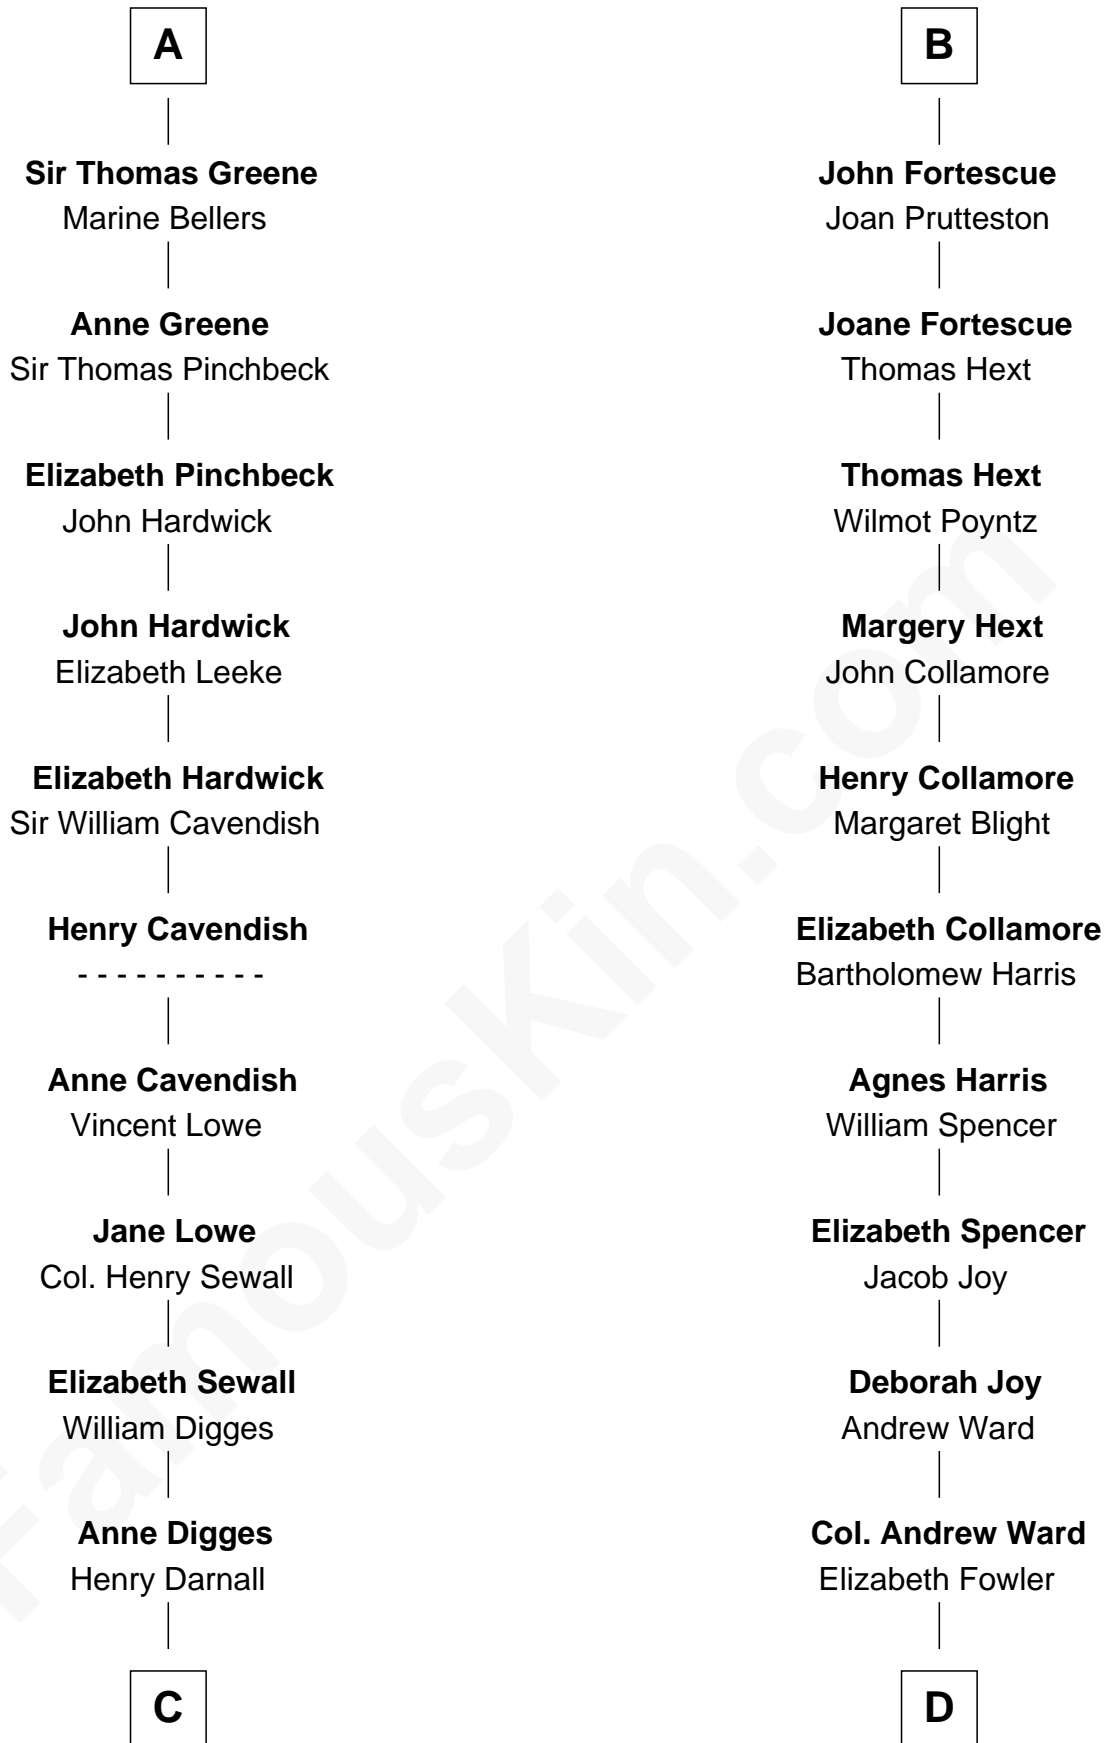 A
Sir Thomas Greene
Marine Bellers
Anne Greene
Sir Thomas Pinchbeck
Elizabeth Pinchbeck
John Hardwick
John Hardwick
Elizabeth Leeke
Elizabeth Hardwick
Sir William Cavendish
Henry Cavendish
- - - - - - - - - -
Anne Cavendish
Vincent Lowe
Jane Lowe
Col. Henry Sewall
Elizabeth Sewall
William Digges
Anne Digges
Henry Darnall
C
B
John Fortescue
Joan Prutteston
Joane Fortescue
Thomas Hext
Thomas Hext
Wilmot Poyntz
Margery Hext
John Collamore
Henry Collamore
Margaret Blight
Elizabeth Collamore
Bartholomew Harris
Agnes Harris
William Spencer
Elizabeth Spencer
Jacob Joy
Deborah Joy
Andrew Ward
Col. Andrew Ward
Elizabeth Fowler
D
FamousKin.com